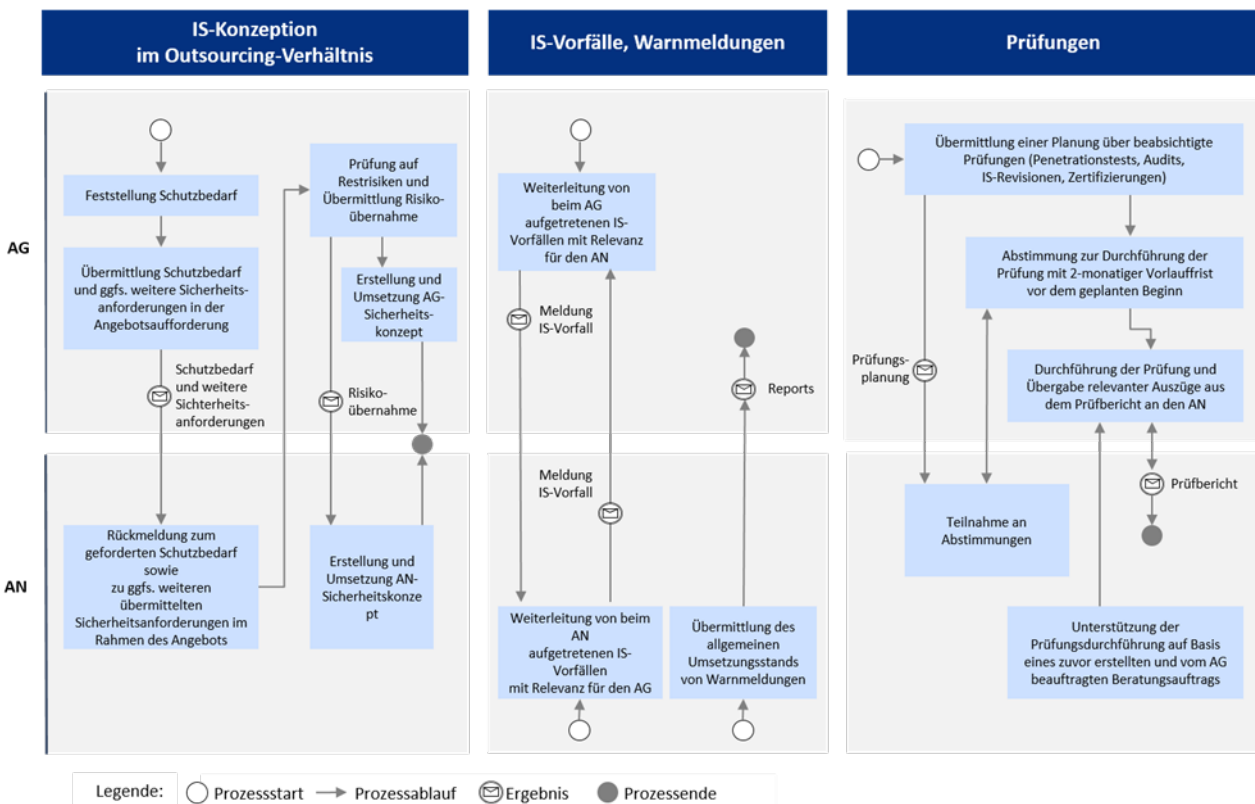 IS-Konzeption
im Outsourcing-Verhältnis
IS-Vorfälle, Warnmeldungen
Prüfungen
AG
Feststellung Schutzbedarf
Übermittlung Schutzbedarf
und ggfs. weitere Sicherheits-
anforderungen in der
Angebotsaufforderung
Schutzbedarf
und weitere
Sichterheits-
anforderungen
Prüfung auf
Restrisiken und
Übermittlung Risiko-
übernahme
Erstellung und
Umsetzung AG-
Sicherheits-
konzept
Risiko-
übernahme
Weiterleitung von
beim AG
aufgetretenen IS-
Vorfällen mit Relevanz
für den AN
Meldung
IS-Vorfall
Reports
Übermittlung einer Planung über beabsichtigte
Prüfungen (Penetrationstests, Audits,
IS-Revisionen, Zertifizierungen)
Abstimmung zur Durchführung der
Prüfung mit 2-monatiger Vorlauffrist
vor dem geplanten Beginn
Prüfungs-
planung
Durchführung der Prüfung und
Übergabe relevanter Auszüge aus
dem Prüfbericht an den AN
AN
Rückmeldung zum
geforderten Schutzbedarf
sowie
zu ggfs. weiteren
übermittelten
Sicherheitsanforderungen im
Rahmen des Angebots
Erstellung und
Umsetzung AN-
Sicherheitskonze
pt
Meldung
IS-Vorfall
Weiterleitung von beim
AN
aufgetretenen IS-
Vorfällen
mit Relevanz für den AG
Übermittlung des
allgemeinen
Umsetzungsstands
von Warnmeldungen
Teilnahme an
Abstimmungen
Prüfbericht
Unterstützung der
Prüfungsdurchführung auf Basis
eines zuvor erstellten und vom AG
beauftragten Beratungsauftrags
Legende:
Prozessstart
Prozessablauf
Ergebnis
Prozessende